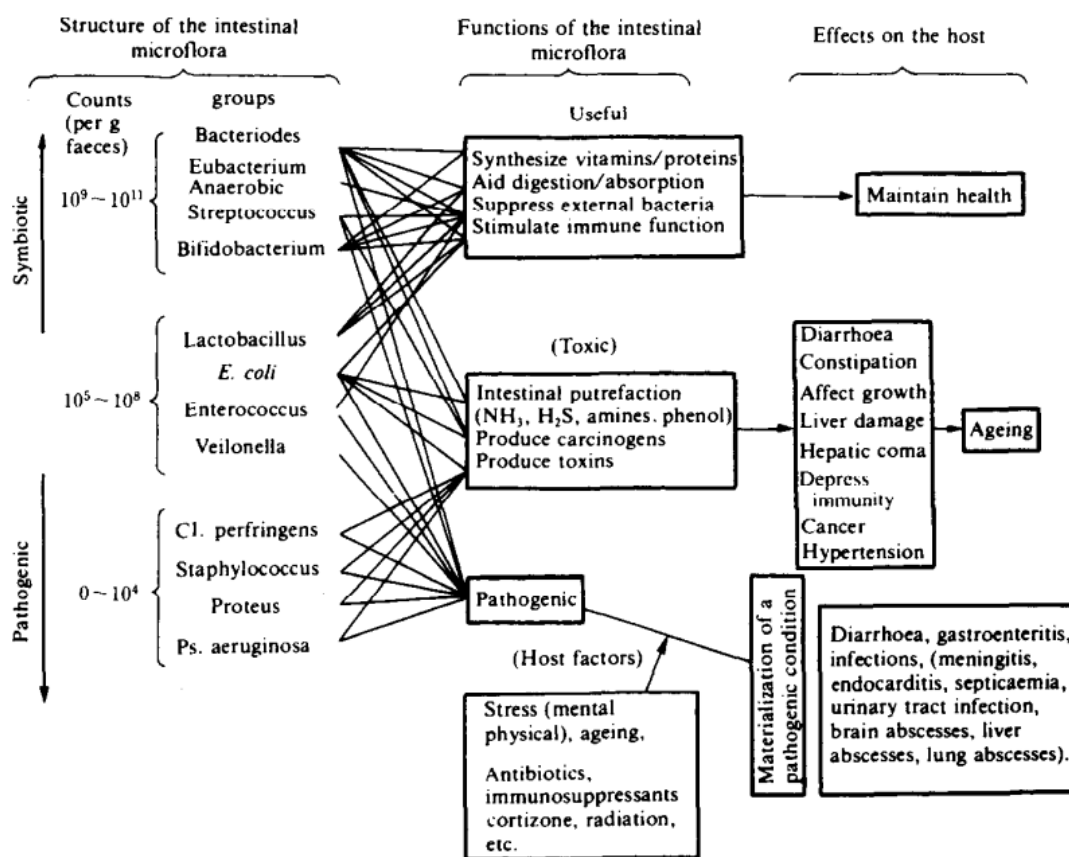 Structure of the intestinal
microflora
Functions of the intestinal
microflora
Effects on the host
Counts
(per g
faeces)
groups
Symbiotic
Pathogenic
10⁹ ~ 10¹¹
Bacteriodes
Eubacterium
Anaerobic
Streptococcus
Bifidobacterium
10⁵ ~ 10⁸
Lactobacillus
E. coli
Enterococcus
Veilonella
0 ~ 10⁴
Cl. perfringens
Staphylococcus
Proteus
Ps. aeruginosa
Useful
Synthesize vitamins/proteins
Aid digestion/absorption
Suppress external bacteria
Stimulate immune function
Maintain health
(Toxic)
Intestinal putrefaction
(NH₃, H₂S, amines. phenol)
Produce carcinogens
Produce toxins
Diarrhoea
Constipation
Affect growth
Liver damage
Hepatic coma
Depress
immunity
Cancer
Hypertension
Ageing
Pathogenic
(Host factors)
Stress (mental
physical), ageing,
Antibiotics,
immunosuppressants
cortizone, radiation,
etc.
Materialization of a
pathogenic condition
Diarrhoea, gastroenteritis,
infections, (meningitis,
endocarditis, septicaemia,
urinary tract infection,
brain abscesses, liver
abscesses, lung abscesses).